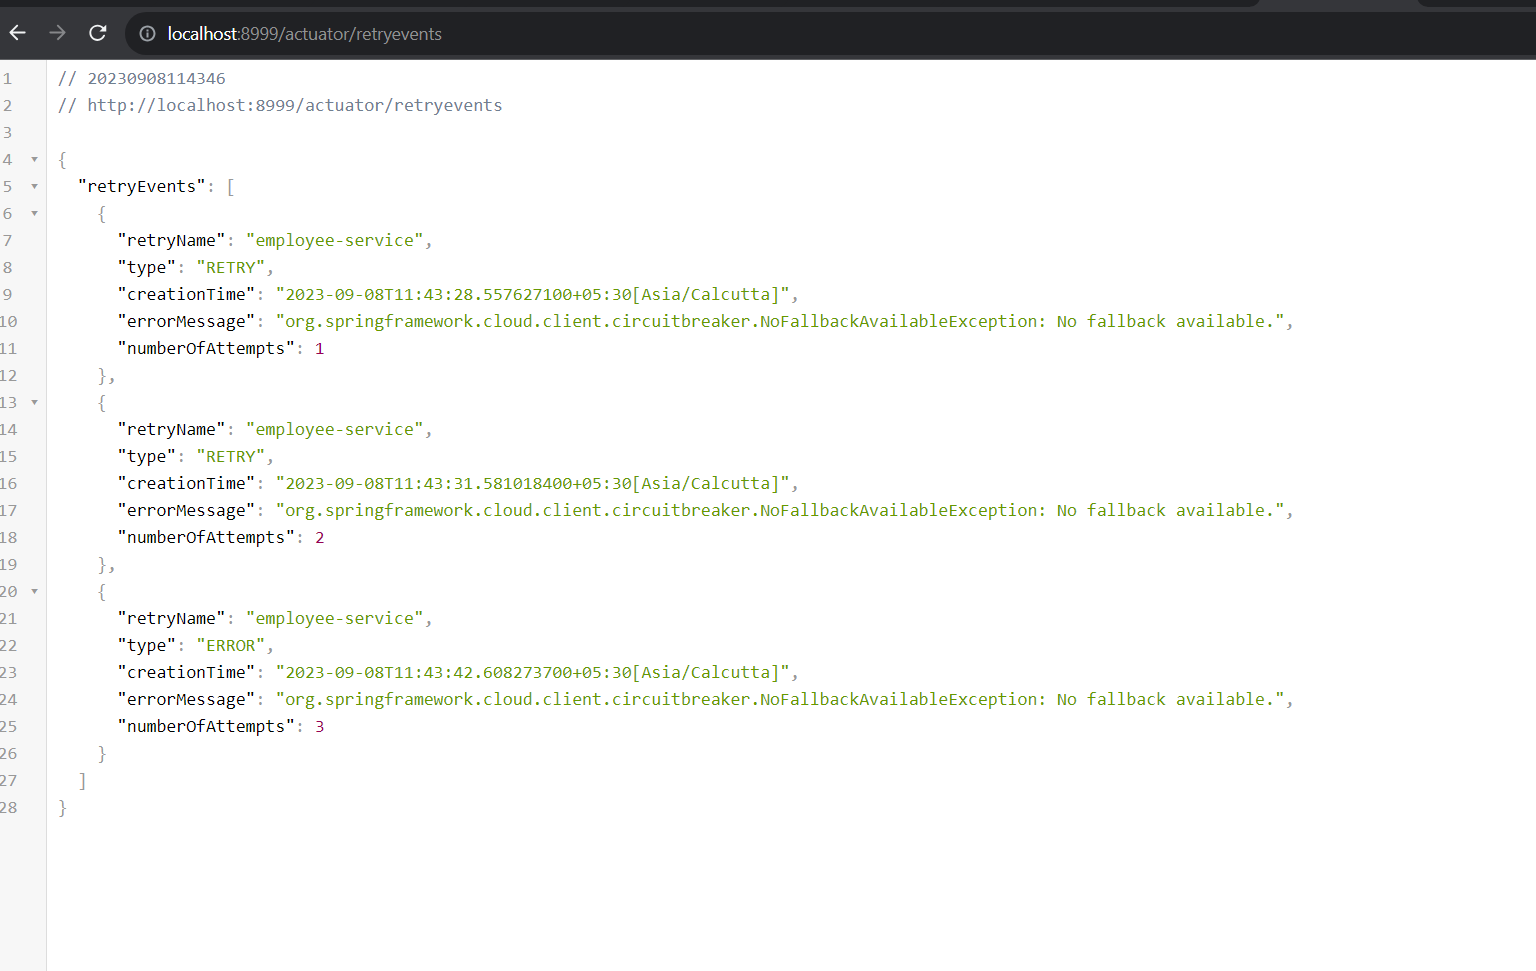 localhost:8999/actuator/retryevents
1 // 20230908114346
2 // http://localhost:8999/actuator/retryevents
3
4 {
5 "retryEvents": [
6 {
7 "retryName": "employee-service",
8 "type": "RETRY",
9 "creationTime": "2023-09-08T11:43:28.557627100+05:30[Asia/Calcutta]",
10 "errorMessage": "org.springframework.cloud.client.circuitbreaker.NoFallbackAvailableException: No fallback available.",
11 "numberOfAttempts": 1
12 },
13 {
14 "retryName": "employee-service",
15 "type": "RETRY",
16 "creationTime": "2023-09-08T11:43:31.581018400+05:30[Asia/Calcutta]",
17 "errorMessage": "org.springframework.cloud.client.circuitbreaker.NoFallbackAvailableException: No fallback available.",
18 "numberOfAttempts": 2
19 },
20 {
21 "retryName": "employee-service",
22 "type": "ERROR",
23 "creationTime": "2023-09-08T11:43:42.608273700+05:30[Asia/Calcutta]",
24 "errorMessage": "org.springframework.cloud.client.circuitbreaker.NoFallbackAvailableException: No fallback available.",
25 "numberOfAttempts": 3
26 }
27 ]
28 }